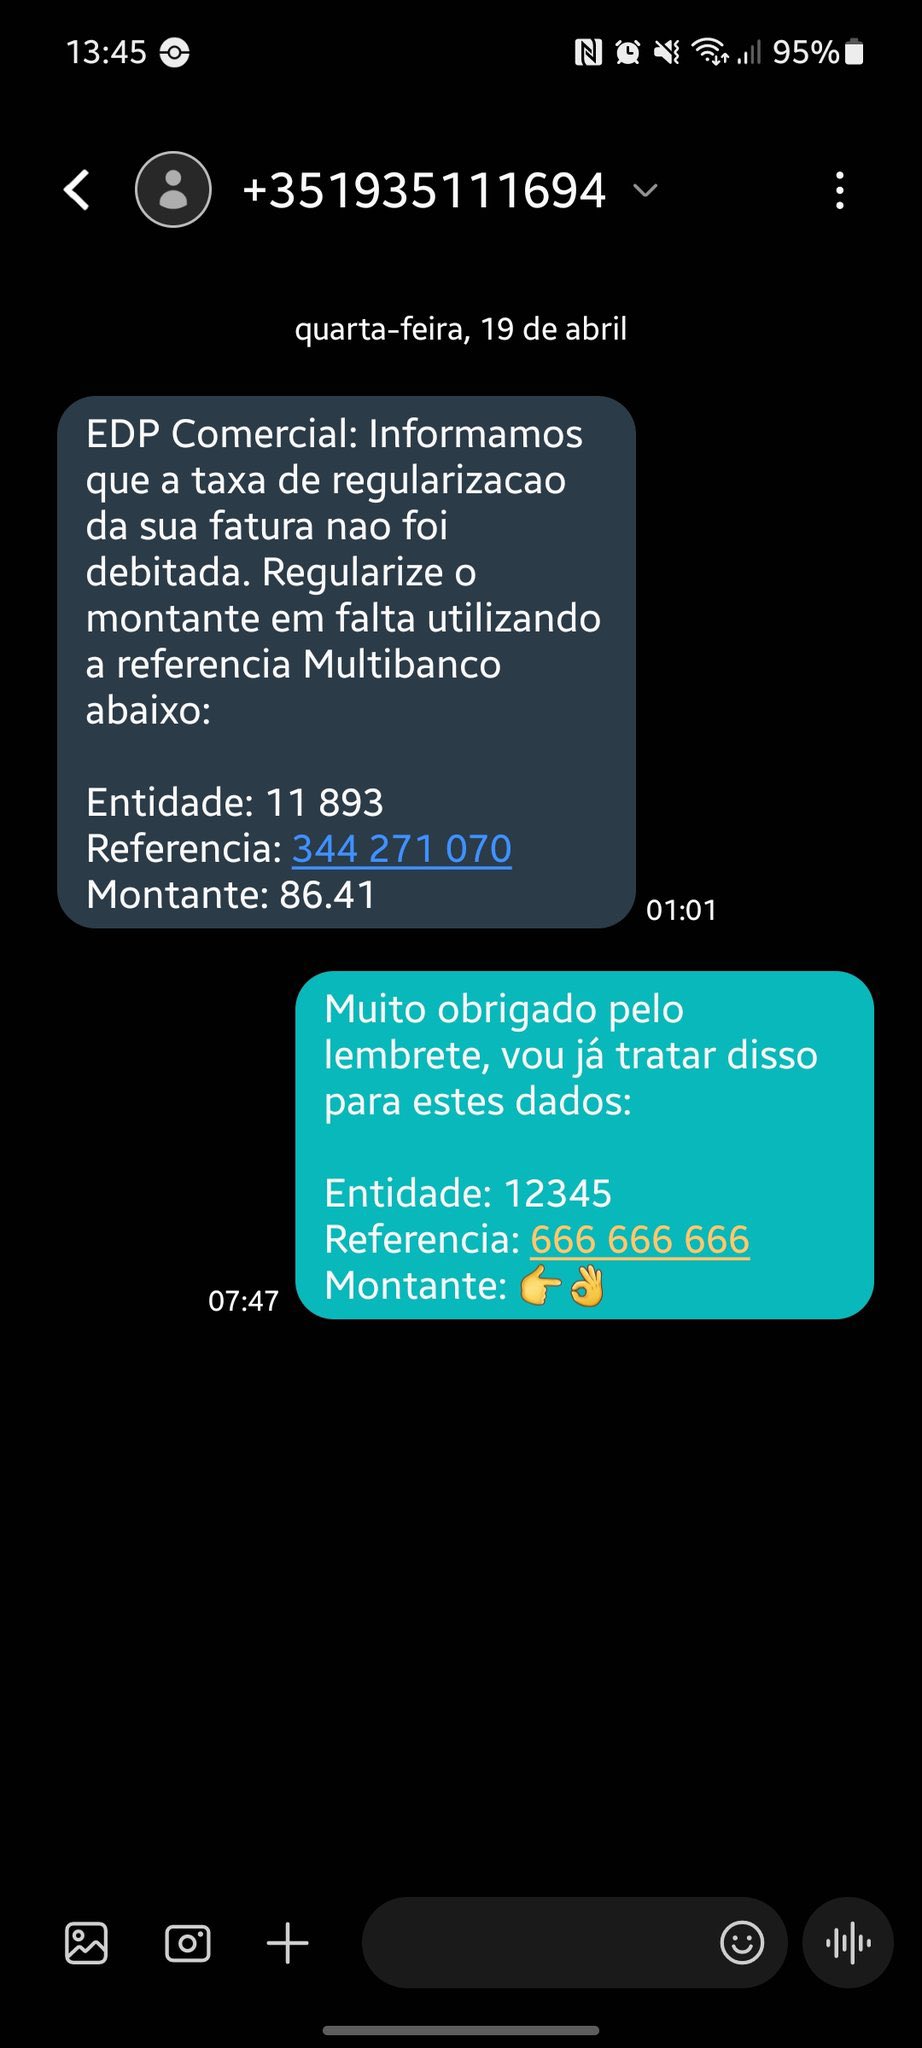 13:45
95%
+351935111694
quarta-feira, 19 de abril
EDP Comercial: Informamos
que a taxa de regularizacao
da sua fatura nao foi
debitada. Regularize o
montante em falta utilizando
a referencia Multibanco
abaixo:
Entidade: 11 893
Referencia: 344 271 070
Montante: 86.41
01:01
Muito obrigado pelo
lembrete, vou já tratar disso
para estes dados:
Entidade: 12345
Referencia: 666 666 666
Montante: 👉👌
07:47